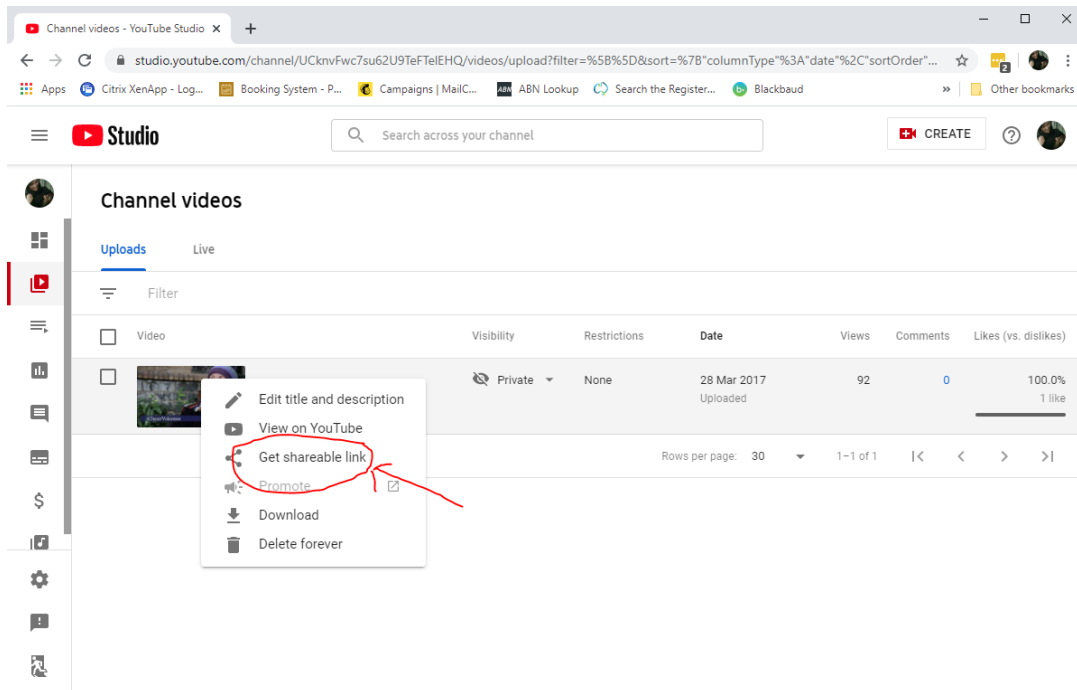 Channel videos - YouTube Studio
studio.youtube.com/channel/UCknvFwc7su62U9TeFTelEHQ/videos/upload?filter=%5B%5D&sort=%7B"columnType"%3A"date"%2C"sortOrder"...
2
Apps Citrix XenApp - Log... Booking System - P... Campaigns | MailC... ABN ABN Lookup Search the Register... b. Blackbaud » Other bookmarks
Studio Search across your channel CREATE ?
Channel videos
Uploads Live
Filter
Video Visibility Restrictions Date Views Comments Likes (vs. dislikes)
Private None 28 Mar 2017 92 0 100.0%
Uploaded 1 like
Edit title and description
View on YouTube
Get shareable link
Promote
Download
Delete forever
Rows per page: 30 1–1 of 1